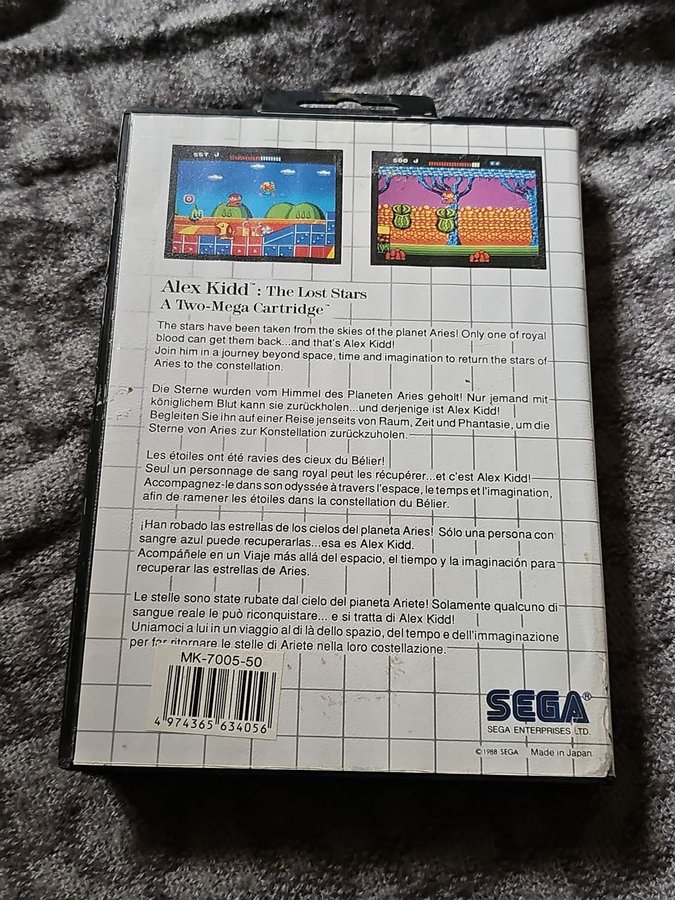 Alex Kidd™: The Lost Stars
A Two-Mega Cartridge™
The stars have been taken from the skies of the planet Aries! Only one of royal
blood can get them back...and that's Alex Kidd!
Join him in a journey beyond space, time and imagination to return the stars of
Aries to the constellation.
Die Sterne wurden vom Himmel des Planeten Aries geholt! Nur jemand mit
königlichem Blut kann sie zurückholen...und derjenige ist Alex Kidd!
Begleiten Sie ihn auf einer Reise jenseits von Raum, Zeit und Phantasie, um die
Sterne von Aries zur Konstellation zurückzuholen.
Les étoiles ont été ravies des cieux du Bélier!
Seul un personnage de sang royal peut les récupérer...et c'est Alex Kidd!
Accompagnez-le dans son odyssée à travers l'espace, le temps et l'imagination,
afin de ramener les étoiles dans la constellation du Bélier.
¡Han robado las estrellas de los cielos del planeta Aries! Sólo una persona con
sangre azul puede recuperarlas...esa es Alex Kidd.
Acompáñele en un Viaje más allá del espacio, el tiempo y la imaginación para
recuperar las estrellas de Aries.
Le stelle sono state rubate dal cielo del pianeta Ariete! Solamente qualcuno di
sangue reale le può riconquistare... e si tratta di Alex Kidd!
Uniamoci a lui in un viaggio al di là dello spazio, del tempo e dell'immaginazione
per far ritornare le stelle di Ariete nella loro costellazione.
MK-7005-50
4 974365 634056
SEGA®
SEGA ENTERPRISES LTD.
© 1988 SEGA Made in Japan